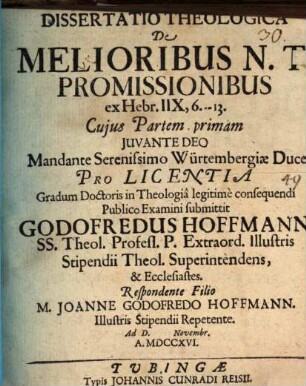 DISSERTATIO THEOLOGICA
De
30.
MELIORIBUS N. T.
PROMISSIONIBUS
ex Hebr. IIX, 6.--13.
Cujus Partem primam
JUVANTE DEO
Mandante Serenissimo Würtembergiæ Duce
PRO LICENTIA
49
Gradum Doctoris in Theologiâ legitimè consequendi
Publico Examini submittit
GODOFREDUS HOFFMANN
SS. Theol. Profess. P. Extraord. Illustris
Stipendii Theol. Superintendens,
& Ecclesiastes.
Respondente Filio
M. JOANNE GODOFREDO HOFFMANN.
Illustris Stipendii Repetente.
Ad D. Novembr.
A. MDCCXVI.
TUBINGÆ
Typis JOHANNIS CUNRADI REISII.